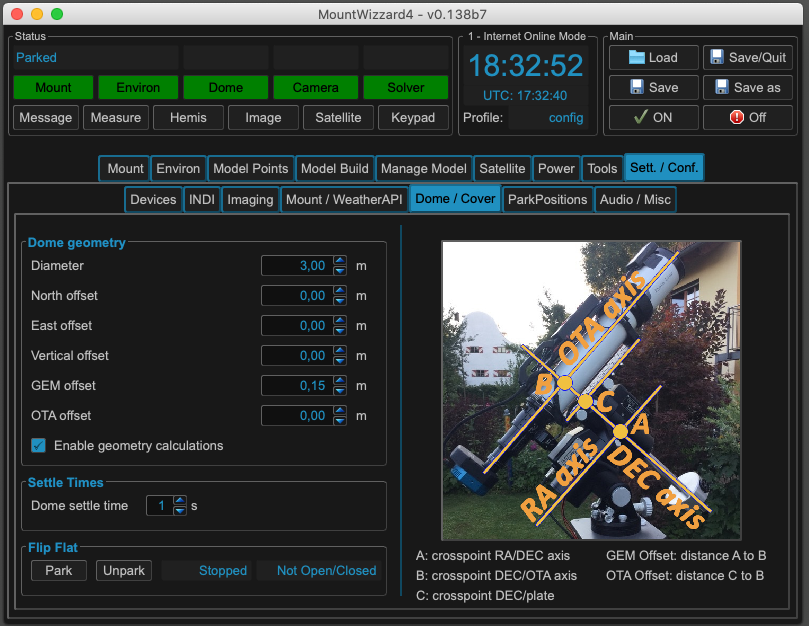 MountWizzard4 - v0.138b7
Status
Parked
Mount Environ Dome Camera Solver
Message Measure Hemis Image Satellite Keypad
1 - Internet Online Mode
18:32:52
UTC: 17:32:40
Profile: config
Main
Load Save/Quit
Save Save as
ON Off
Mount Environ Model Points Model Build Manage Model Satellite Power Tools Sett. / Conf.
Devices INDI Imaging Mount / WeatherAPI Dome / Cover ParkPositions Audio / Misc
Dome geometry
Diameter 3,00 m
North offset 0,00 m
East offset 0,00 m
Vertical offset 0,00 m
GEM offset 0,15 m
OTA offset 0,00 m
Enable geometry calculations
Settle Times
Dome settle time 1 s
Flip Flat
Park Unpark Stopped Not Open/Closed
OTA axis
B
C
A
RA axis
DEC axis
A: crosspoint RA/DEC axis GEM Offset: distance A to B
B: crosspoint DEC/OTA axis OTA Offset: distance C to B
C: crosspoint DEC/plate